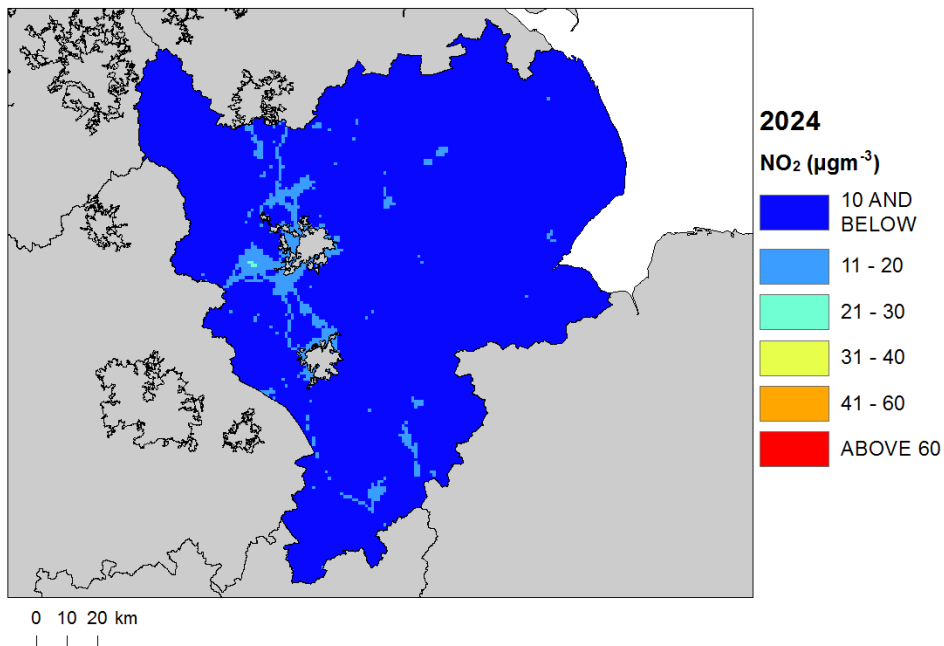 2024
NO₂ (µgm⁻³)
10 AND
BELOW
11 - 20
21 - 30
31 - 40
41 - 60
ABOVE 60
0 10 20 km